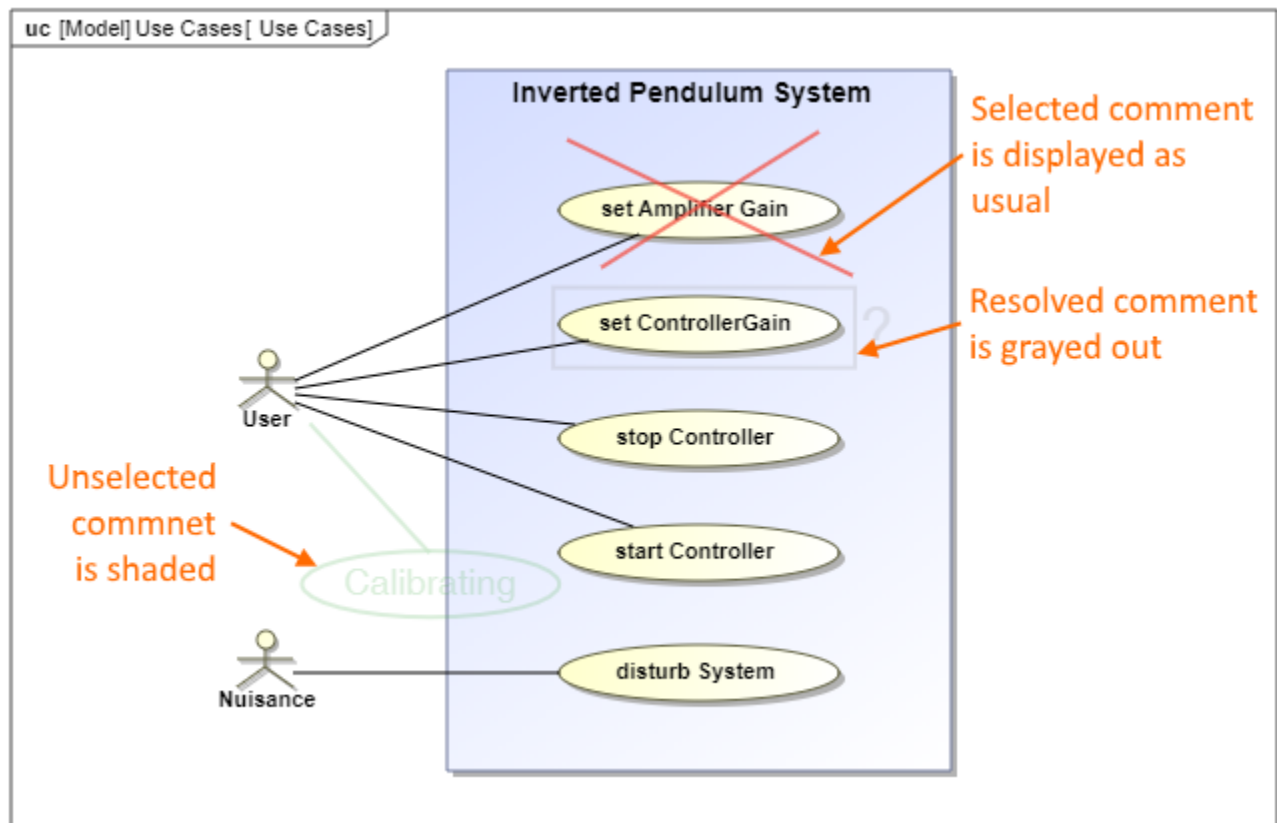 uc [Model] Use Cases[ Use Cases]
Inverted Pendulum System
Selected comment
is displayed as
usual
set Amplifier Gain
Resolved comment
is grayed out
set ControllerGain
?
User
stop Controller
Unselected
commnet
is shaded
start Controller
Calibrating
disturb System
Nuisance